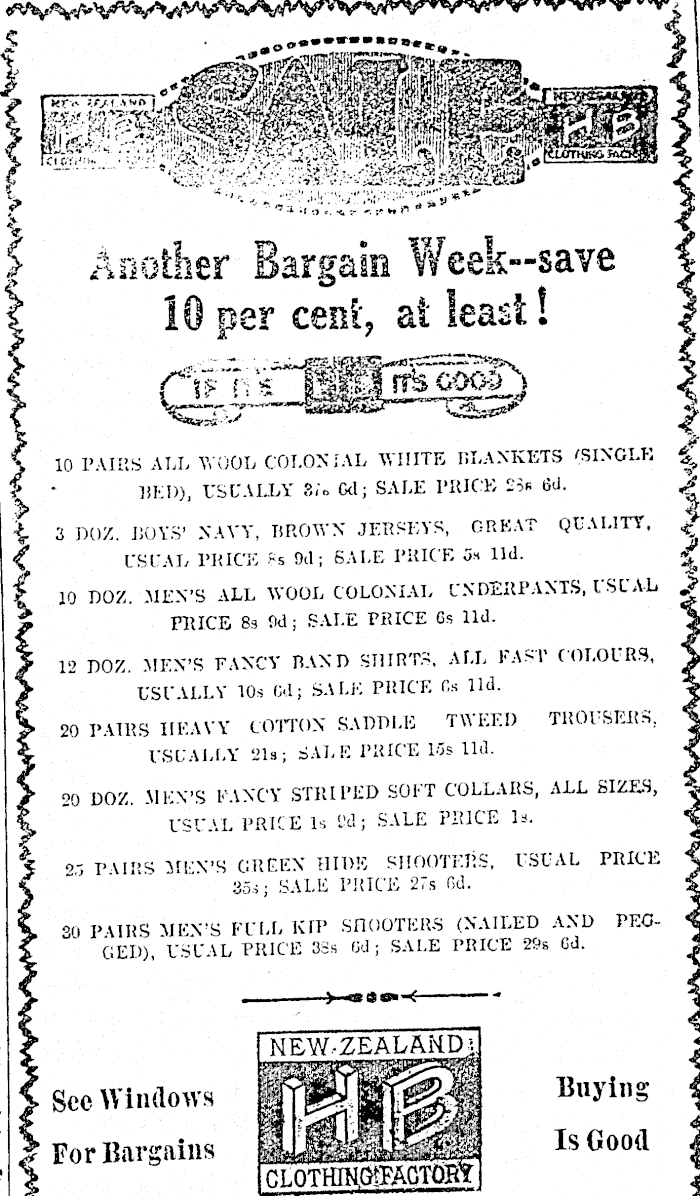 SALE
NEW ZEALAND
HB
CLOTHING
NEW ZEALAND
H B
CLOTHING FACT
Another Bargain Week--save
10 per cent, at least!
IF IT'S HB IT'S GOOD
10 PAIRS ALL WOOL COLONIAL WHITE BLANKETS (SINGLE
BED), USUALLY 37s 6d; SALE PRICE 28s 6d.
3 DOZ. BOYS' NAVY, BROWN JERSEYS, GREAT QUALITY,
USUAL PRICE 8s 9d; SALE PRICE 5s 11d.
10 DOZ. MEN'S ALL WOOL COLONIAL UNDERPANTS, USUAL
PRICE 8s 9d; SALE PRICE 6s 11d.
12 DOZ. MEN'S FANCY BAND SHIRTS, ALL FAST COLOURS,
USUALLY 10s 6d; SALE PRICE 6s 11d.
20 PAIRS HEAVY COTTON SADDLE TWEED TROUSERS,
USUALLY 21s; SALE PRICE 15s 11d.
20 DOZ. MEN'S FANCY STRIPED SOFT COLLARS, ALL SIZES,
USUAL PRICE 1s 9d; SALE PRICE 1s.
25 PAIRS MEN'S GREEN HIDE SHOOTERS, USUAL PRICE
35s; SALE PRICE 27s 6d.
30 PAIRS MEN'S FULL KIP SHOOTERS (NAILED AND PEG-
GED), USUAL PRICE 38s 6d; SALE PRICE 29s 6d.
See Windows
For Bargains
NEW ZEALAND
HB
CLOTHING FACTORY
Buying
Is Good